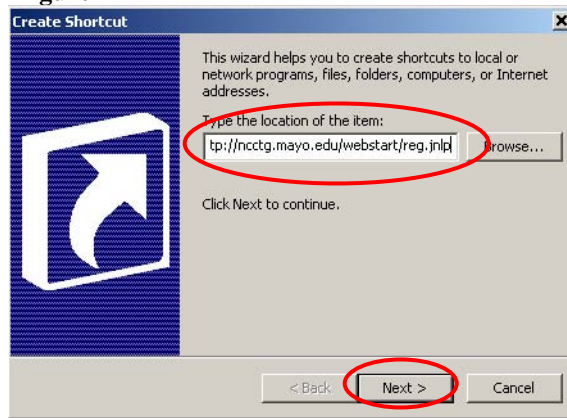 Create Shortcut
This wizard helps you to create shortcuts to local or
network programs, files, folders, computers, or Internet
addresses.
Type the location of the item:
tp://ncctg.mayo.edu/webstart/reg.jnlp
Browse...
Click Next to continue.
< Back
Next >
Cancel